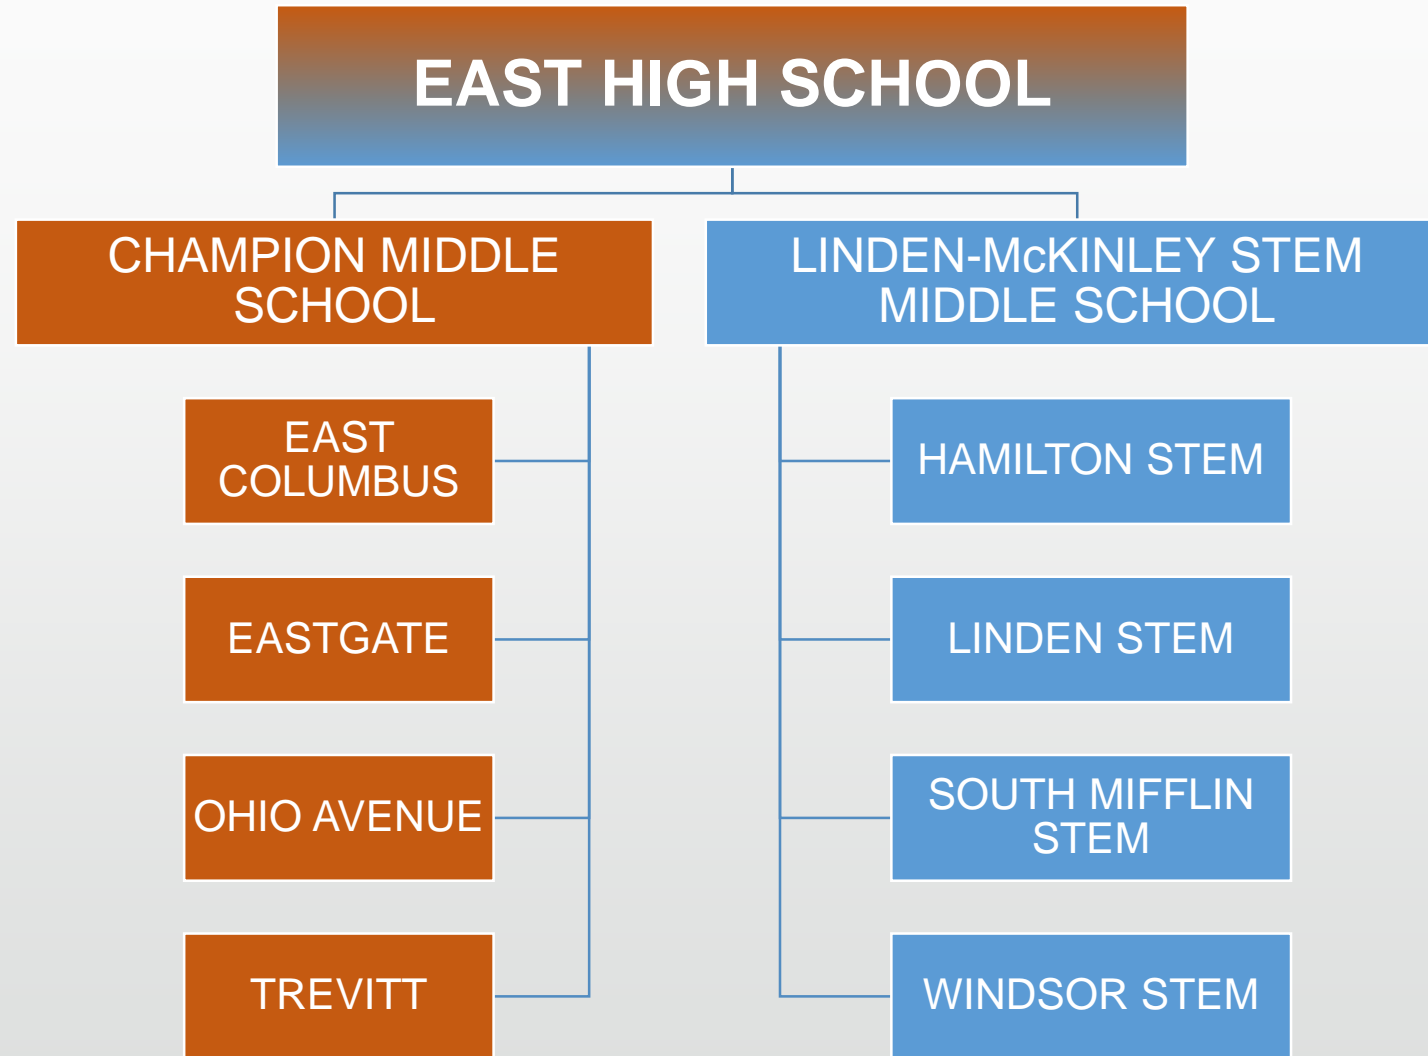 EAST HIGH SCHOOL
CHAMPION MIDDLE
SCHOOL
LINDEN-McKINLEY STEM
MIDDLE SCHOOL
EAST
COLUMBUS
EASTGATE
OHIO AVENUE
TREVITT
HAMILTON STEM
LINDEN STEM
SOUTH MIFFLIN
STEM
WINDSOR STEM